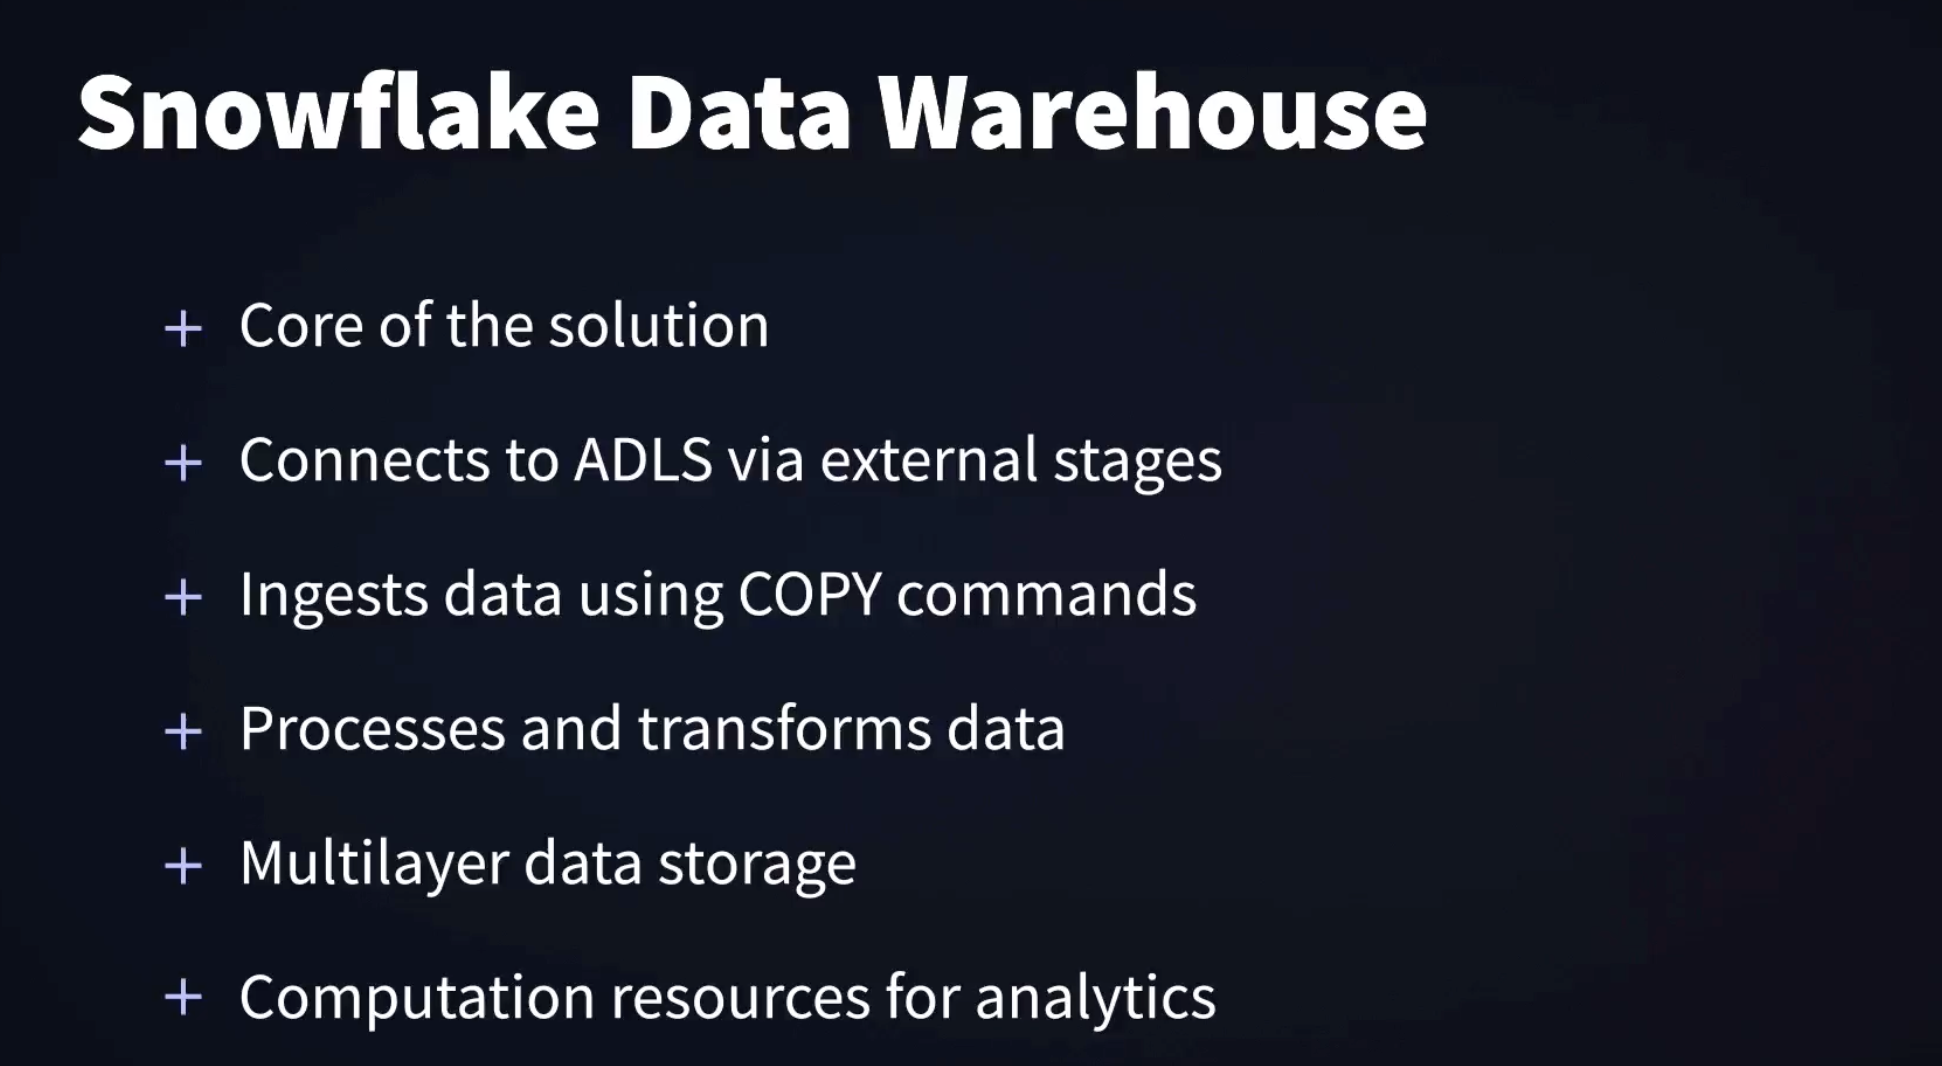 Snowflake Data Warehouse
+ Core of the solution
+ Connects to ADLS via external stages
+ Ingests data using COPY commands
+ Processes and transforms data
+ Multilayer data storage
+ Computation resources for analytics